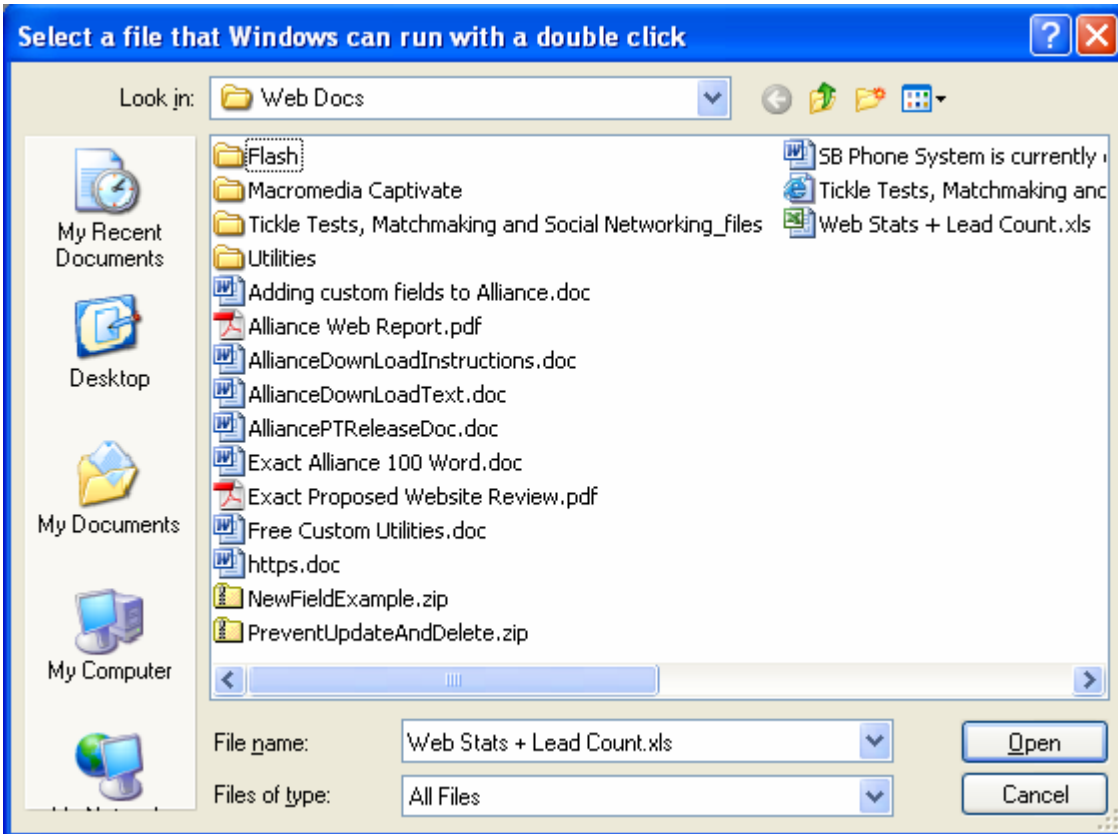 Select a file that Windows can run with a double click
Look in:
Web Docs
My Recent
Documents
Desktop
My Documents
My Computer
Flash
Macromedia Captivate
Tickle Tests, Matchmaking and Social Networking_files
Utilities
Adding custom fields to Alliance.doc
Alliance Web Report.pdf
AllianceDownLoadInstructions.doc
AllianceDownLoadText.doc
AlliancePTReleaseDoc.doc
Exact Alliance 100 Word.doc
Exact Proposed Website Review.pdf
Free Custom Utilities.doc
https.doc
NewFieldExample.zip
PreventUpdateAndDelete.zip
SB Phone System is currently
Tickle Tests, Matchmaking anc
Web Stats + Lead Count.xls
File name:
Web Stats + Lead Count.xls
Open
Files of type:
All Files
Cancel